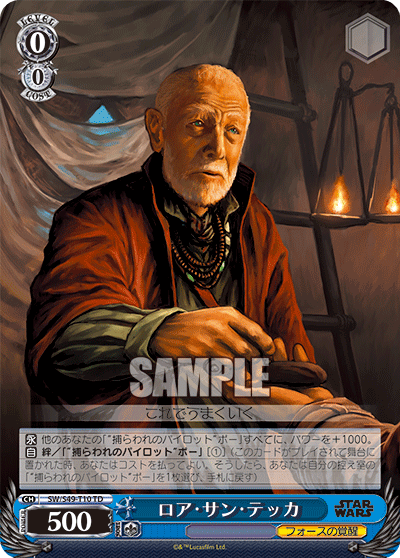 LEVEL
0
0
COST
SAMPLE
これでうまくいく
永 他のあなたの「“捕らわれのパイロット”ポー」すべてに、パワーを+1000。
自 絆／「“捕らわれのパイロット”ポー」 [①] (このカードがプレイされて舞台に置かれた時、あなたはコストを払ってよい。そうしたら、あなたは自分の控え室の「“捕らわれのパイロット”ポー」を1枚選び、手札に戻す)
CH SW/S49-T10 TD
POWER
500
ロア・サン・テッカ
STAR WARS
フォースの覚醒
©&™Lucasfilm Ltd.